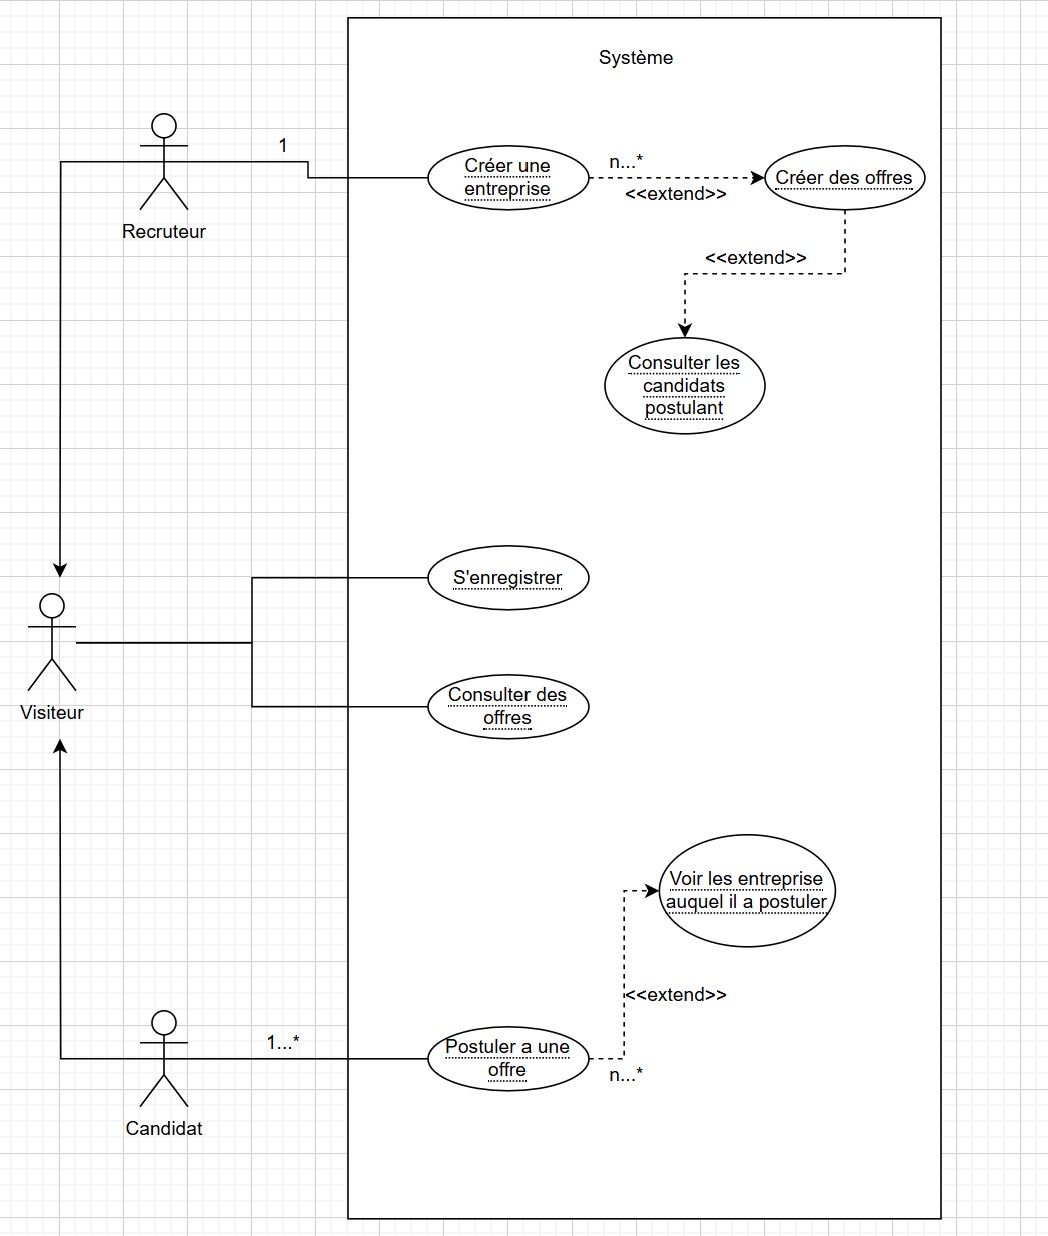 Système
1
Créer une
entreprise
n...*
<<extend>>
Créer des offres
Recruteur
<<extend>>
Consulter les
candidats
postulant
S'enregistrer
Visiteur
Consulter des
offres
Voir les entreprise
auquel il a postuler
<<extend>>
1...*
Postuler a une
offre
n...*
Candidat